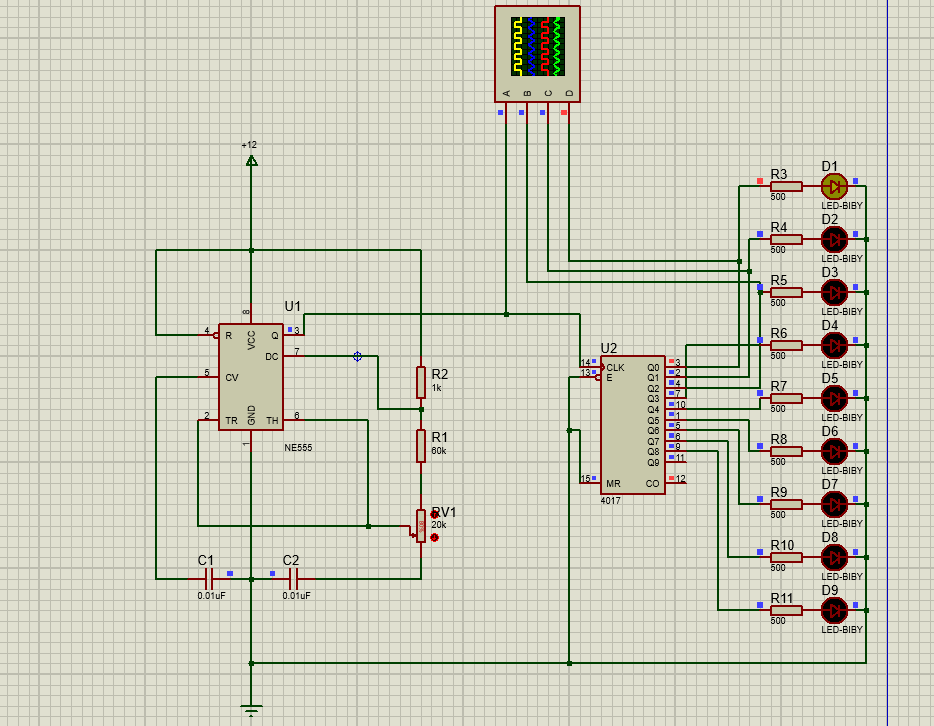 A B C D
+12
R3
500
D1
LED-BIBY
R4
500
D2
LED-BIBY
R5
500
D3
LED-BIBY
R6
500
D4
LED-BIBY
R7
500
D5
LED-BIBY
R8
500
D6
LED-BIBY
R9
500
D7
LED-BIBY
R10
500
D8
LED-BIBY
R11
500
D9
LED-BIBY
U1
8
4 R VCC Q 3
DC 7
5 CV
2 TR GND TH 6
1
NE555
R2
1k
R1
60k
RV1
20k
C1
0.01uF
C2
0.01uF
U2
14 CLK Q0 3
13 E Q1 2
Q2 4
Q3 7
Q4 10
Q5 1
Q6 5
Q7 6
Q8 9
Q9 11
15 MR CO 12
4017